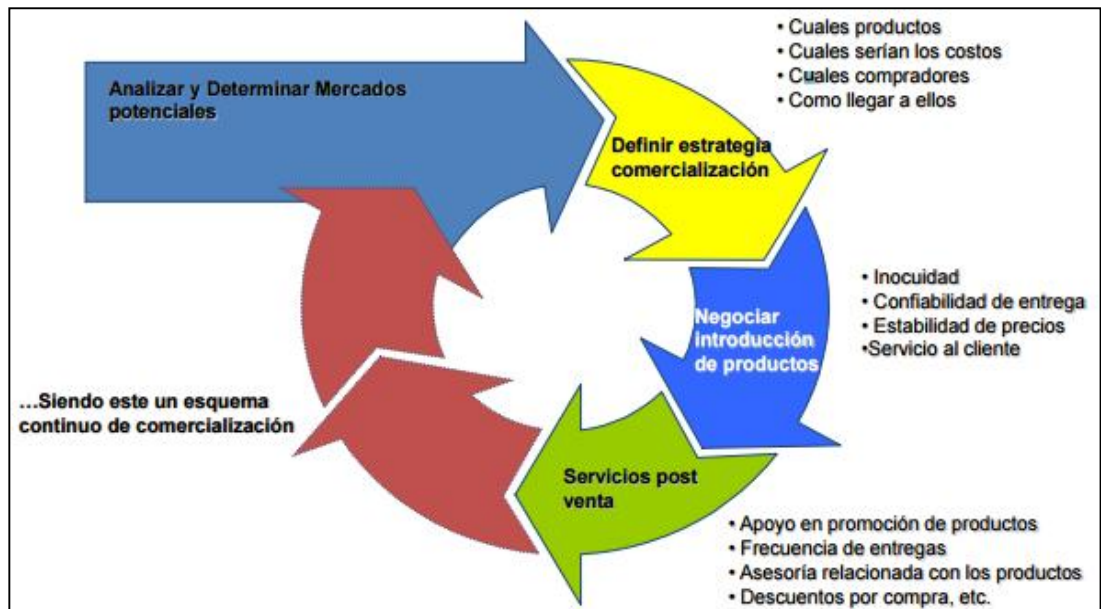 Analizar y Determinar Mercados
potenciales
• Cuales productos
• Cuales serían los costos
• Cuales compradores
• Como llegar a ellos
Definir estrategia
comercialización
• Inocuidad
• Confiabilidad de entrega
• Estabilidad de precios
•Servicio al cliente
Negociar
introducción
de productos
Servicios post
venta
• Apoyo en promoción de productos
• Frecuencia de entregas
• Asesoría relacionada con los productos
• Descuentos por compra, etc.
...Siendo este un esquema
continuo de comercialización